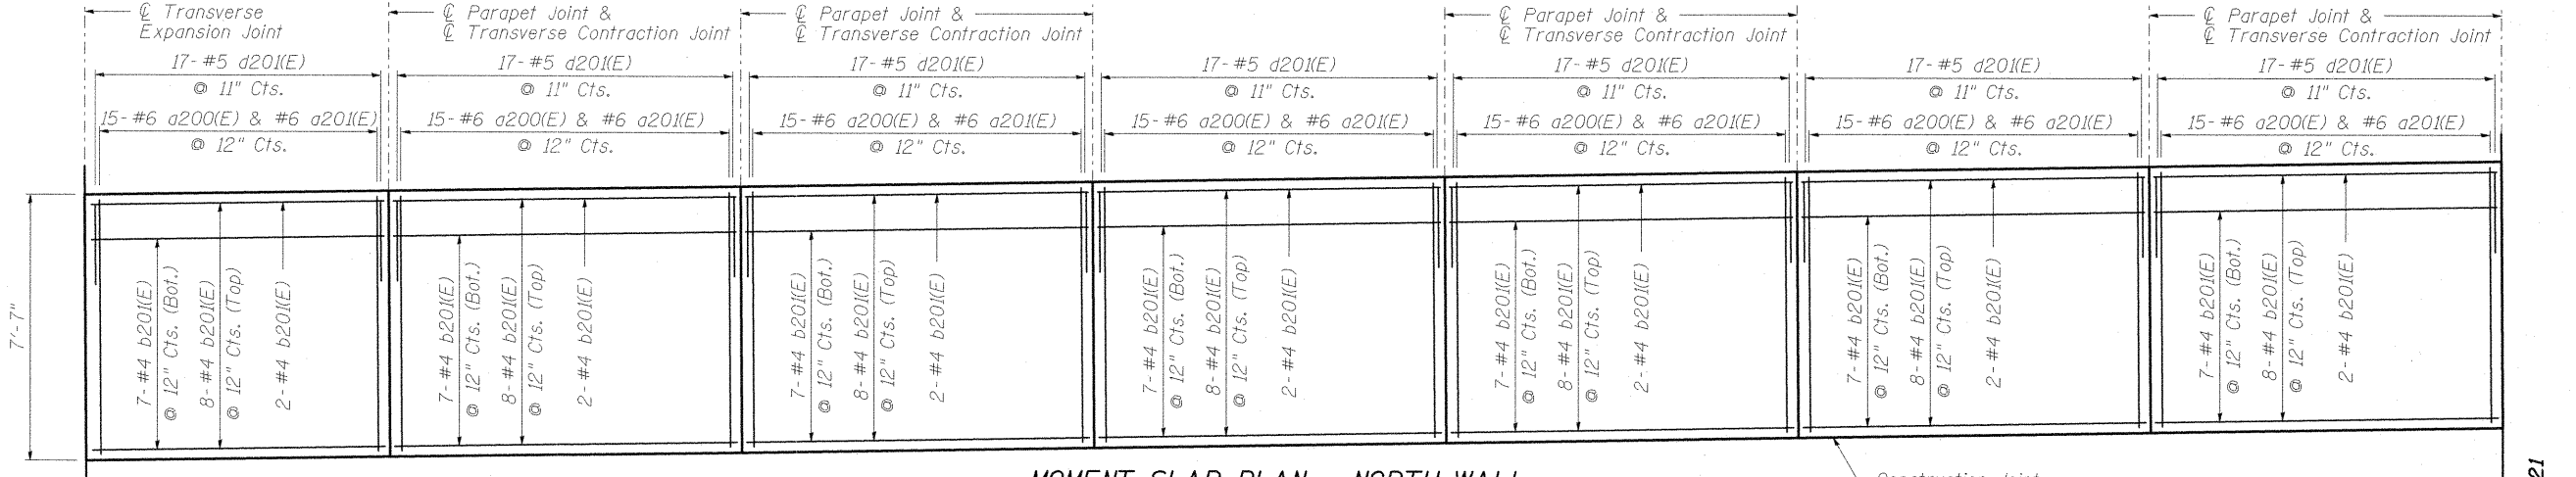 ℄ Transverse
Expansion Joint
℄ Parapet Joint &
℄ Transverse Contraction Joint
℄ Parapet Joint &
℄ Transverse Contraction Joint
℄ Parapet Joint &
℄ Transverse Contraction Joint
℄ Parapet Joint &
℄ Transverse Contraction Joint
17-#5 d201(E)
@ 11" Cts.
15-#6 a200(E) & #6 a201(E)
@ 12" Cts.
17-#5 d201(E)
@ 11" Cts.
15-#6 a200(E) & #6 a201(E)
@ 12" Cts.
17-#5 d201(E)
@ 11" Cts.
15-#6 a200(E) & #6 a201(E)
@ 12" Cts.
17-#5 d201(E)
@ 11" Cts.
15-#6 a200(E) & #6 a201(E)
@ 12" Cts.
17-#5 d201(E)
@ 11" Cts.
15-#6 a200(E) & #6 a201(E)
@ 12" Cts.
17-#5 d201(E)
@ 11" Cts.
15-#6 a200(E) & #6 a201(E)
@ 12" Cts.
17-#5 d201(E)
@ 11" Cts.
15-#6 a200(E) & #6 a201(E)
@ 12" Cts.
7'-7"
7-#4 b201(E)
@ 12" Cts. (Bot.)
8-#4 b201(E)
@ 12" Cts. (Top)
2-#4 b201(E)
7-#4 b201(E)
@ 12" Cts. (Bot.)
8-#4 b201(E)
@ 12" Cts. (Top)
2-#4 b201(E)
7-#4 b201(E)
@ 12" Cts. (Bot.)
8-#4 b201(E)
@ 12" Cts. (Top)
2-#4 b201(E)
7-#4 b201(E)
@ 12" Cts. (Bot.)
8-#4 b201(E)
@ 12" Cts. (Top)
2-#4 b201(E)
7-#4 b201(E)
@ 12" Cts. (Bot.)
8-#4 b201(E)
@ 12" Cts. (Top)
2-#4 b201(E)
7-#4 b201(E)
@ 12" Cts. (Bot.)
8-#4 b201(E)
@ 12" Cts. (Top)
2-#4 b201(E)
7-#4 b201(E)
@ 12" Cts. (Bot.)
8-#4 b201(E)
@ 12" Cts. (Top)
2-#4 b201(E)
MOMENT SLAB PLAN - NORTH WALL
Construction Joint
21